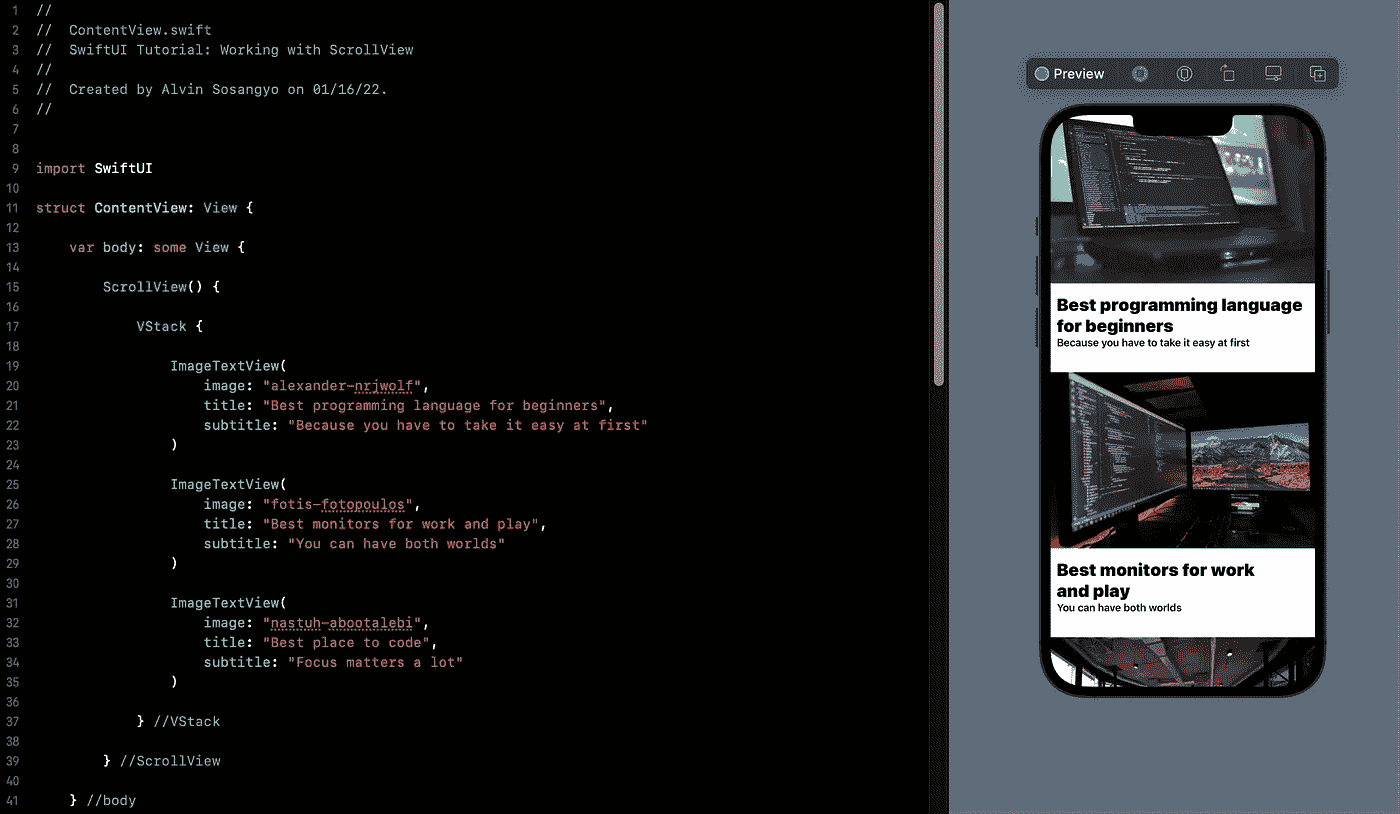 1 //
2 //  ContentView.swift
3 //  SwiftUI Tutorial: Working with ScrollView
4 //
5 //  Created by Alvin Sosangyo on 01/16/22.
6 //
7
8
9 import SwiftUI
10
11 struct ContentView: View {
12
13     var body: some View {
14
15         ScrollView() {
16
17             VStack {
18
19                 ImageTextView(
20                     image: "alexander-nrjwolf",
21                     title: "Best programming language for beginners",
22                     subtitle: "Because you have to take it easy at first"
23                 )
24
25                 ImageTextView(
26                     image: "fotis-fotopoulos",
27                     title: "Best monitors for work and play",
28                     subtitle: "You can have both worlds"
29                 )
30
31                 ImageTextView(
32                     image: "nastuh-abootalebi",
33                     title: "Best place to code",
34                     subtitle: "Focus matters a lot"
35                 )
36
37             } //VStack
38
39         } //ScrollView
40
41     } //body
Preview
Best programming language
for beginners
Because you have to take it easy at first
Best monitors for work
and play
You can have both worlds